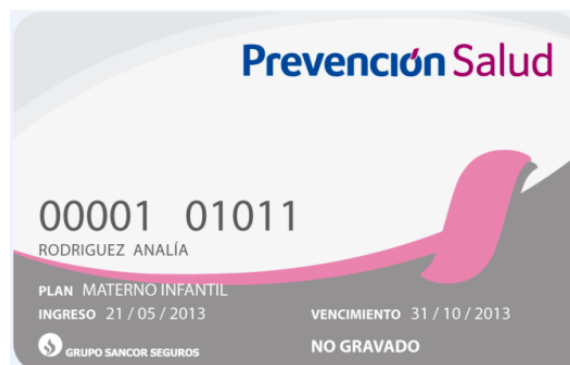 Prevención Salud
00001 01011
RODRIGUEZ ANALÍA
PLAN MATERNO INFANTIL
INGRESO 21 / 05 / 2013 VENCIMIENTO 31 / 10 / 2013
GRUPO SANCOR SEGUROS NO GRAVADO